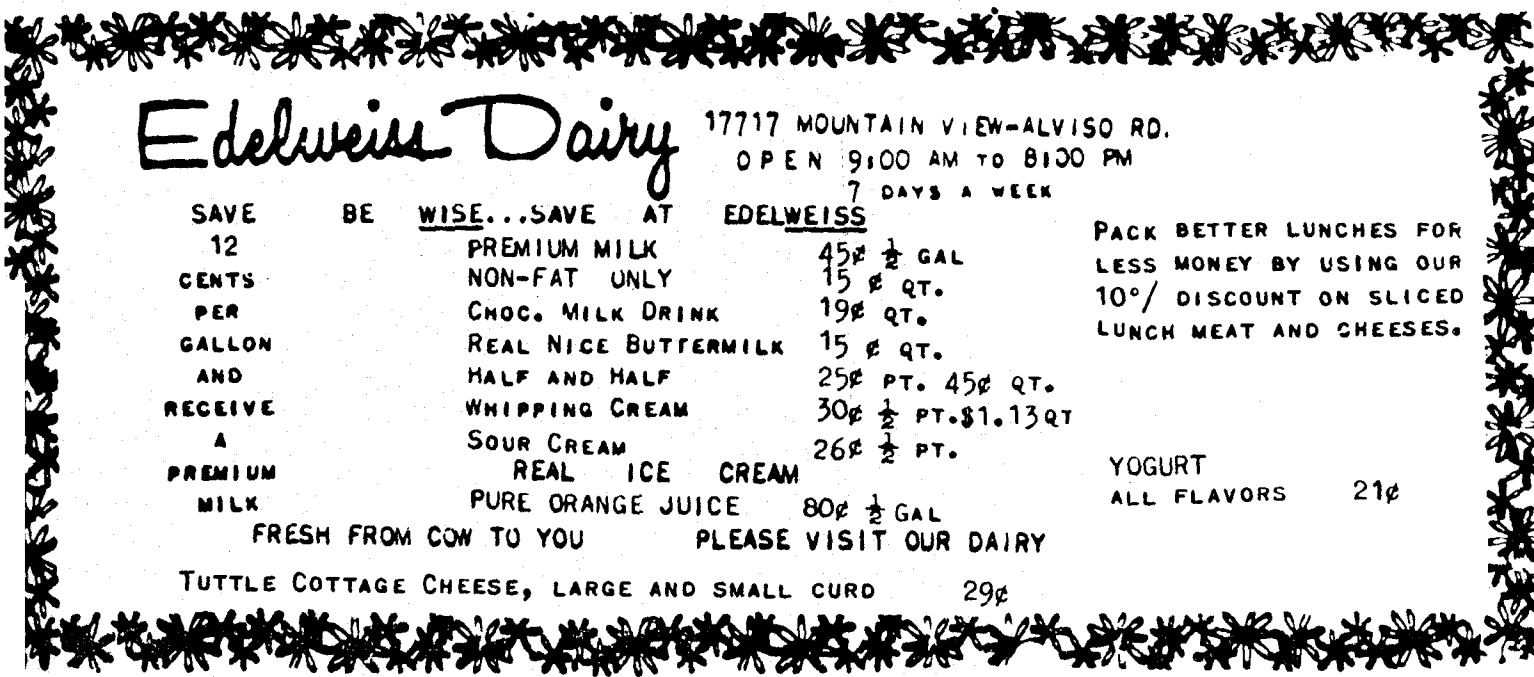 Edelweiss Dairy
17717 MOUNTAIN VIEW-ALVISO RD.
OPEN 9:00 AM TO 8:00 PM
7 DAYS A WEEK
SAVE BE WISE...SAVE AT EDELWEISS
12 PREMIUM MILK 45¢ ½ GAL
CENTS NON-FAT ONLY 15 ¢ QT.
PER CHOC. MILK DRINK 19¢ QT.
GALLON REAL NICE BUTTERMILK 15 ¢ QT.
AND HALF AND HALF 25¢ PT. 45¢ QT.
RECEIVE WHIPPING CREAM 30¢ ½ PT.$1.13QT
A SOUR CREAM 26¢ ½ PT.
PREMIUM REAL ICE CREAM
MILK PURE ORANGE JUICE 80¢ ½ GAL
FRESH FROM COW TO YOU PLEASE VISIT OUR DAIRY
TUTTLE COTTAGE CHEESE, LARGE AND SMALL CURD 29¢
PACK BETTER LUNCHES FOR
LESS MONEY BY USING OUR
10°/ DISCOUNT ON SLICED
LUNCH MEAT AND CHEESES.
YOGURT
ALL FLAVORS 21¢